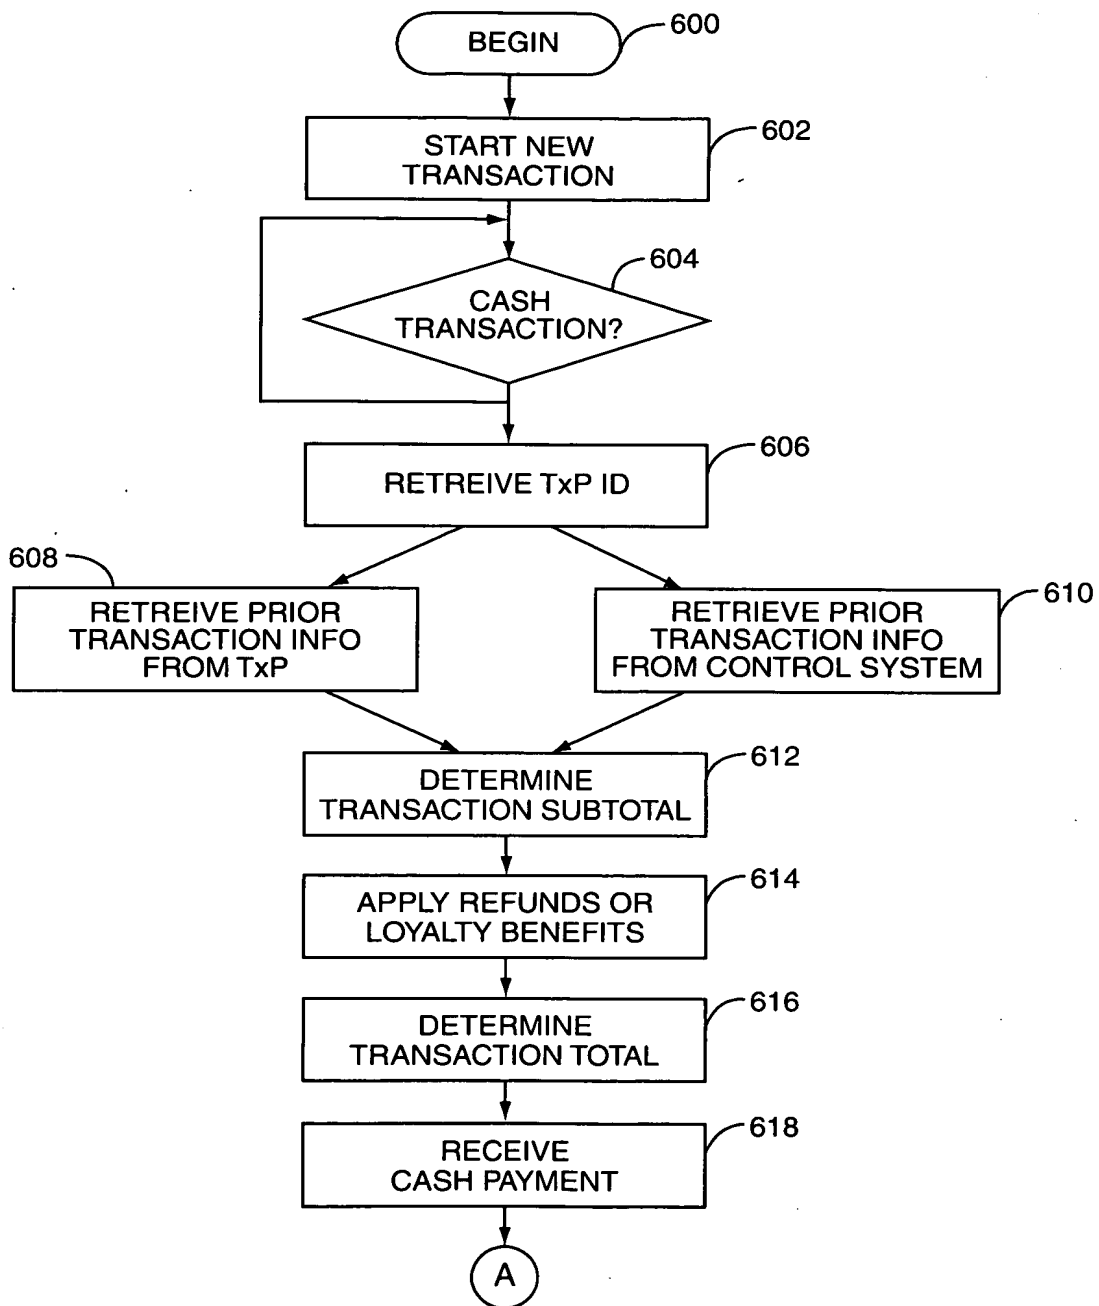 BEGIN
600
START NEW
TRANSACTION
602
CASH
TRANSACTION?
604
RETREIVE TxP ID
606
608
RETREIVE PRIOR
TRANSACTION INFO
FROM TxP
RETRIEVE PRIOR
TRANSACTION INFO
FROM CONTROL SYSTEM
610
DETERMINE
TRANSACTION SUBTOTAL
612
APPLY REFUNDS OR
LOYALTY BENEFITS
614
DETERMINE
TRANSACTION TOTAL
616
RECEIVE
CASH PAYMENT
618
A